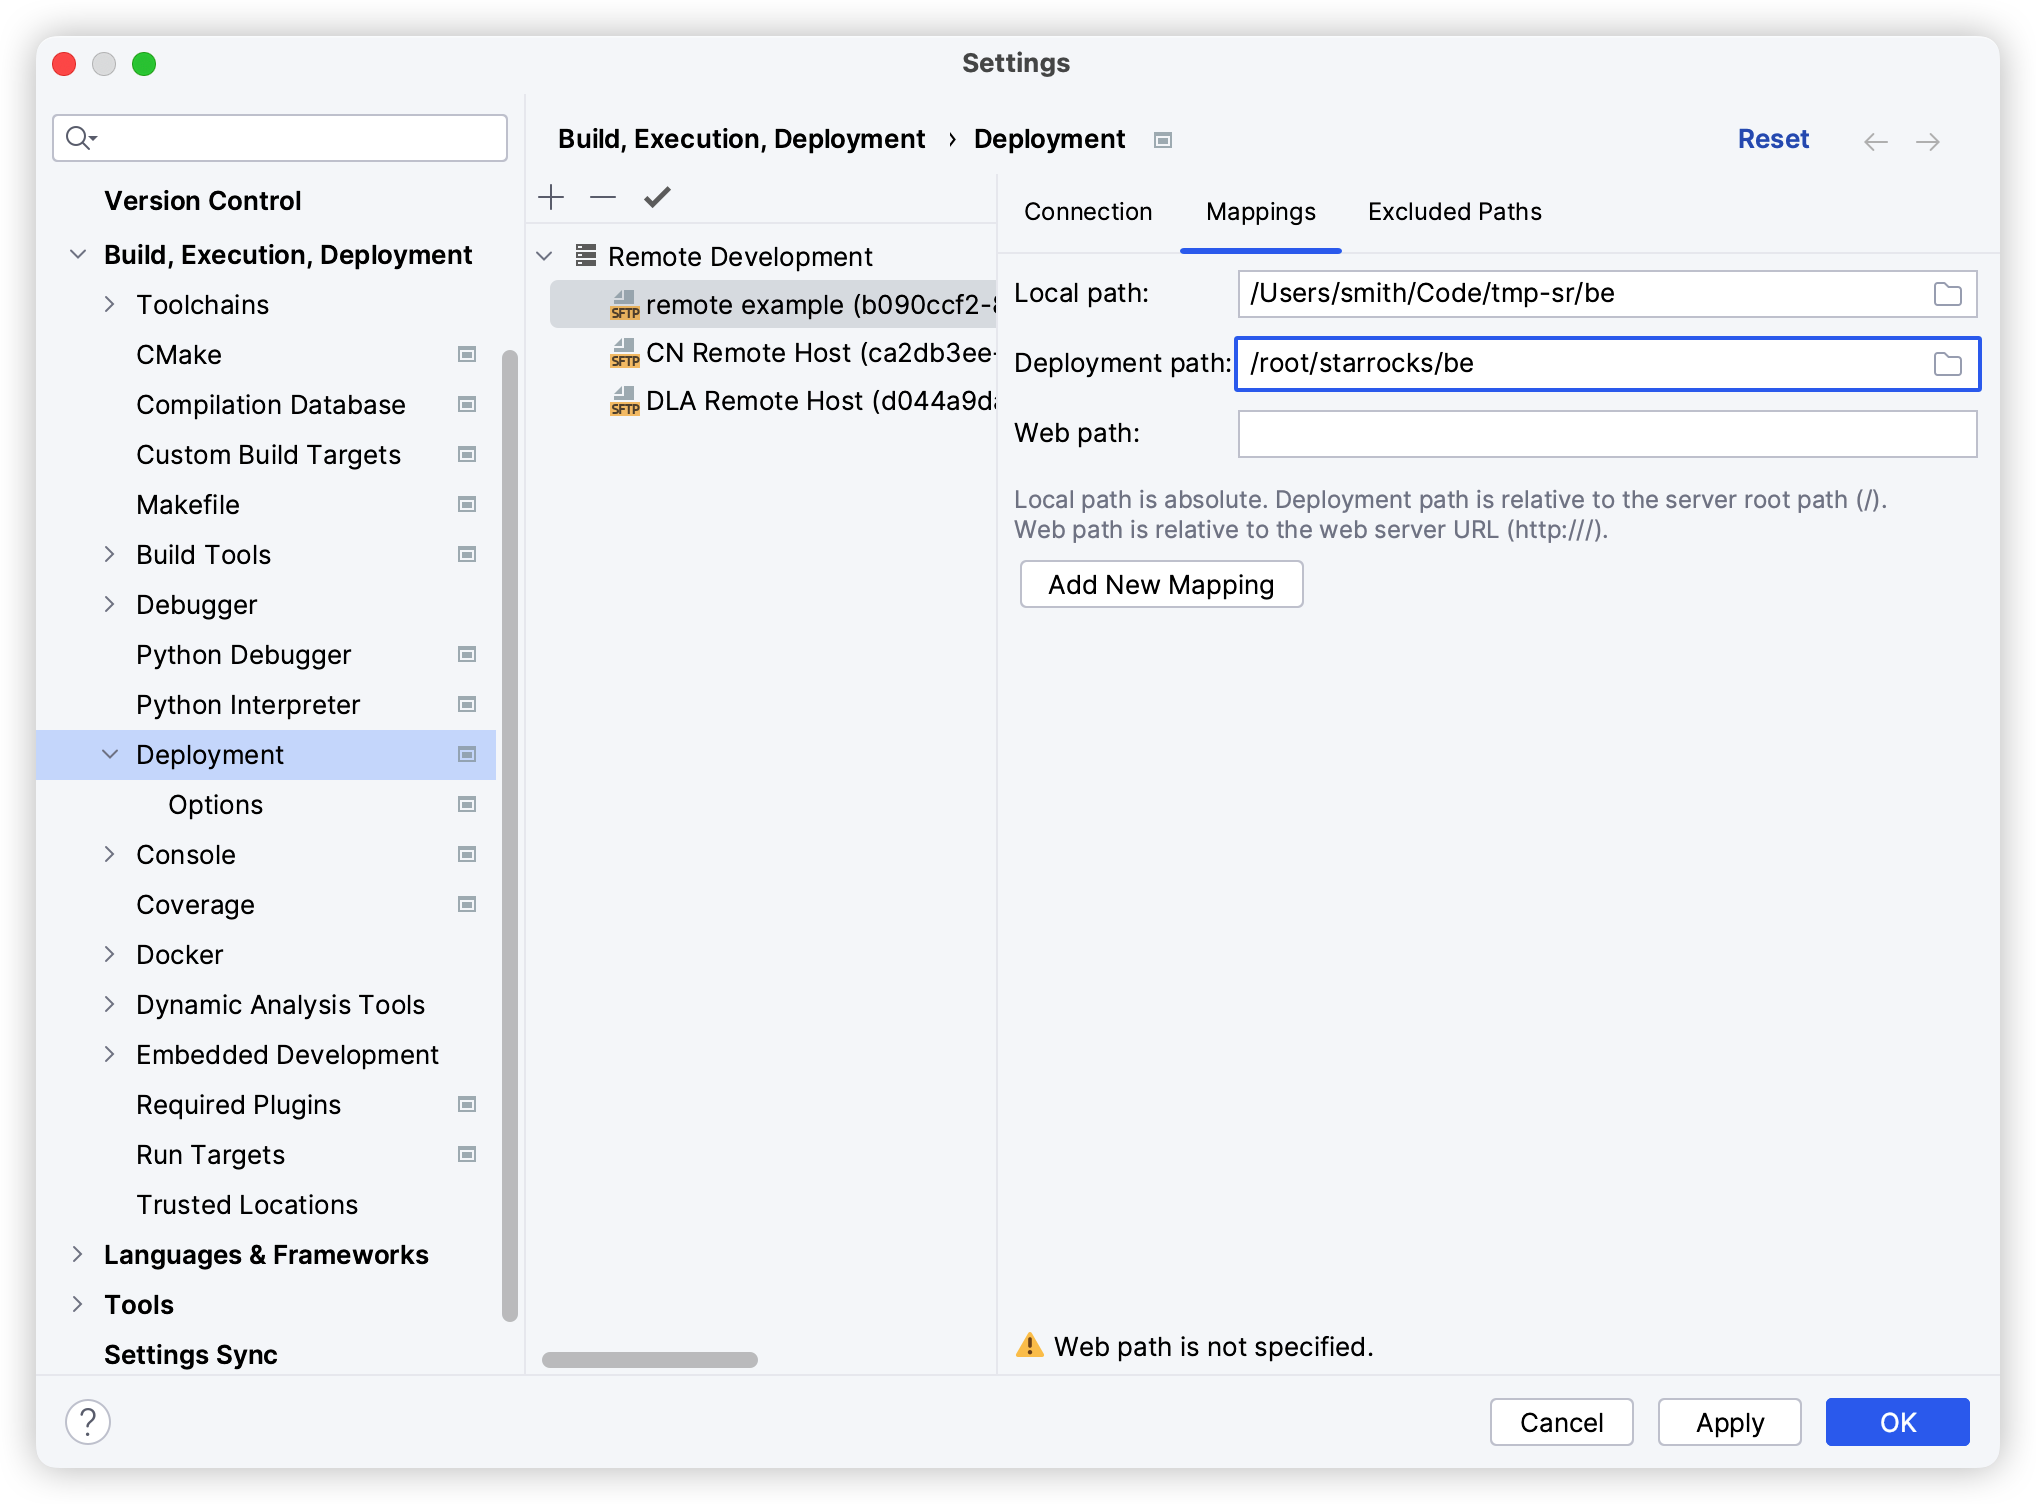 Settings
Version Control
Build, Execution, Deployment
Toolchains
CMake
Compilation Database
Custom Build Targets
Makefile
Build Tools
Debugger
Python Debugger
Python Interpreter
Deployment
Options
Console
Coverage
Docker
Dynamic Analysis Tools
Embedded Development
Required Plugins
Run Targets
Trusted Locations
Languages & Frameworks
Tools
Settings Sync
Build, Execution, Deployment › Deployment
Reset
Remote Development
SFTP remote example (b090ccf2-
SFTP CN Remote Host (ca2db3ee-
SFTP DLA Remote Host (d044a9d
Connection Mappings Excluded Paths
Local path: /Users/smith/Code/tmp-sr/be
Deployment path: /root/starrocks/be
Web path:
Local path is absolute. Deployment path is relative to the server root path (/).
Web path is relative to the web server URL (http:///).
Add New Mapping
Web path is not specified.
? Cancel Apply OK